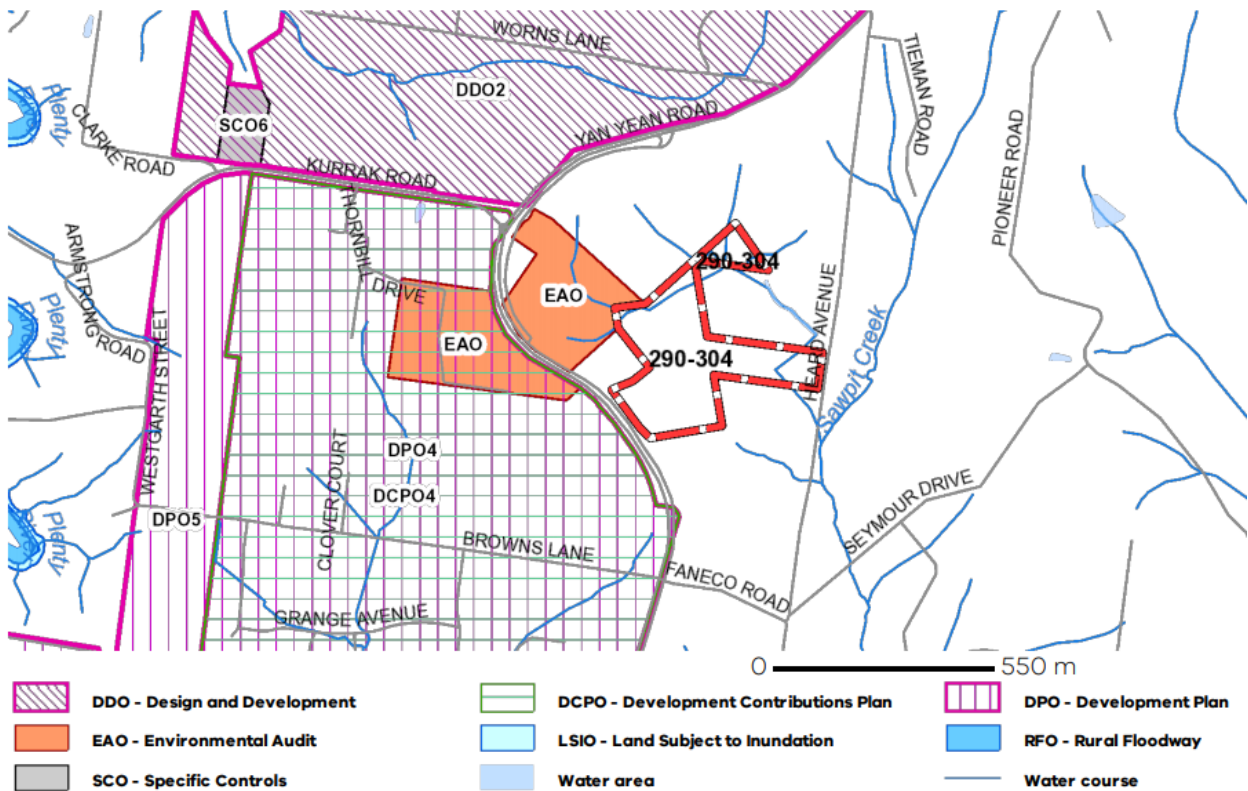 WORNS LANE
TIEMAN ROAD
DDO2
Plenty
Plenty
CLARKE ROAD
SCO6
YAN YEAN ROAD
PIONEER ROAD
KURRAK ROAD
THORNBILL DRIVE
ARMSTRONG ROAD
290-304
EAO
HEARD AVENUE
EAO
290-304
Plenty
Plenty
WESTGARTH STREET
Sawpit Creek
DPO4
CLOVER COURT
DCPO4
DPO5
SEYMOUR DRIVE
Plenty
Plenty
BROWNS LANE
FANECO ROAD
GRANGE AVENUE
0 550 m
DDO - Design and Development
DCPO - Development Contributions Plan
DPO - Development Plan
EAO - Environmental Audit
LSIO - Land Subject to Inundation
RFO - Rural Floodway
SCO - Specific Controls
Water area
Water course